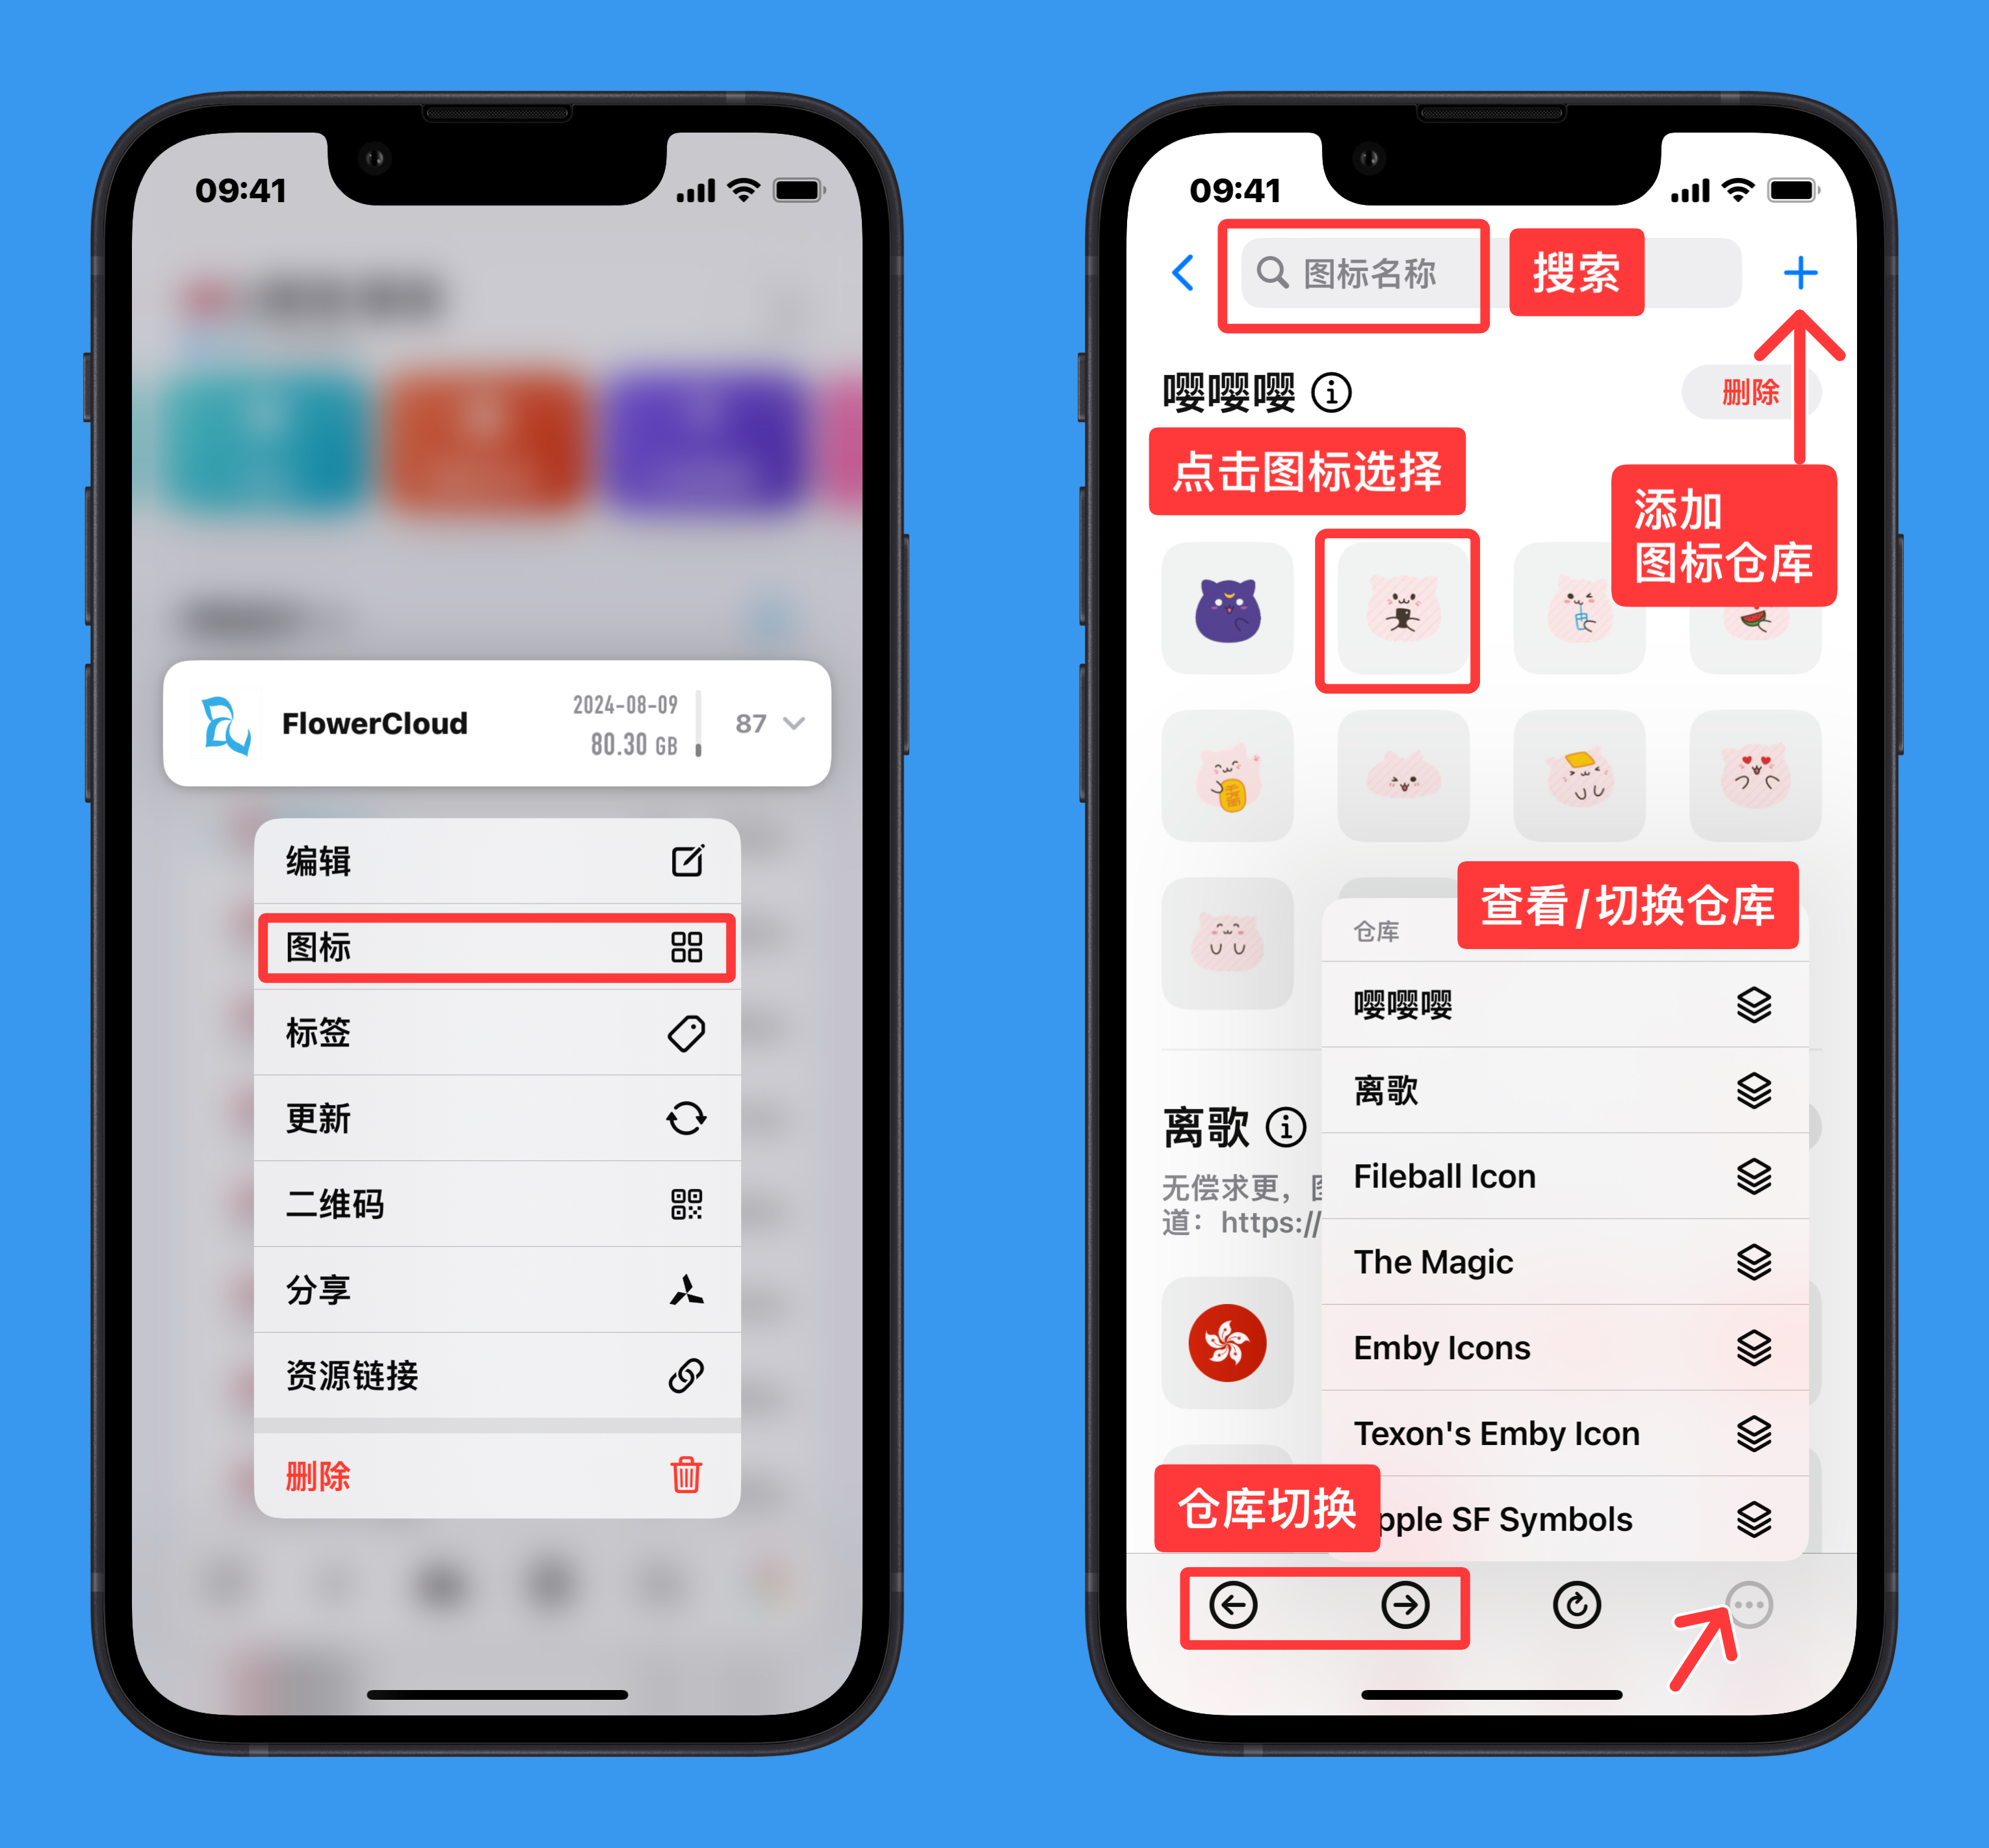 09:41
FlowerCloud
2024-08-09
80.30 GB
87
编辑
图标
标签
更新
二维码
分享
资源链接
删除
09:41
图标名称
搜索
嘤嘤嘤
删除
点击图标选择
添加
图标仓库
查看/切换仓库
仓库
嘤嘤嘤
离歌
Fileball Icon
The Magic
Emby Icons
Texon's Emby Icon
pple SF Symbols
离歌
无偿求更，
道：https://
仓库切换